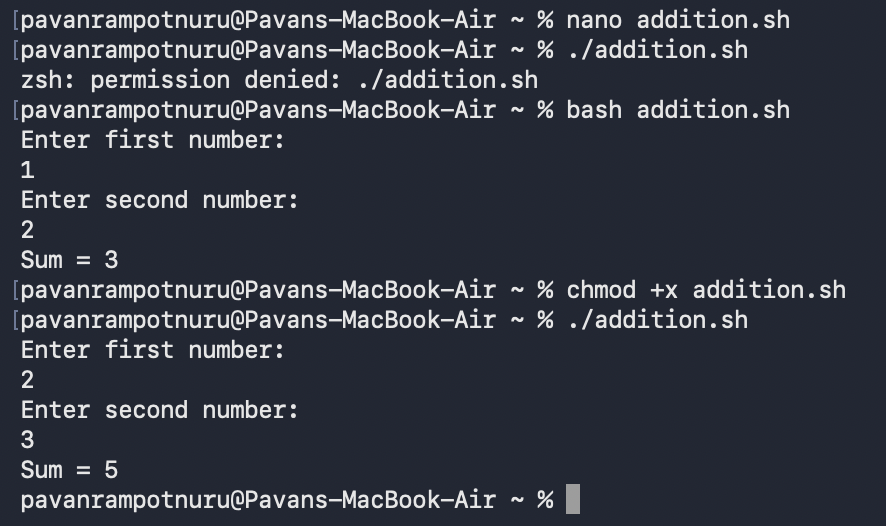 [pavanrampotnuru@Pavans-MacBook-Air ~ % nano addition.sh
[pavanrampotnuru@Pavans-MacBook-Air ~ % ./addition.sh
zsh: permission denied: ./addition.sh
[pavanrampotnuru@Pavans-MacBook-Air ~ % bash addition.sh
Enter first number:
1
Enter second number:
2
Sum = 3
[pavanrampotnuru@Pavans-MacBook-Air ~ % chmod +x addition.sh
[pavanrampotnuru@Pavans-MacBook-Air ~ % ./addition.sh
Enter first number:
2
Enter second number:
3
Sum = 5
pavanrampotnuru@Pavans-MacBook-Air ~ %